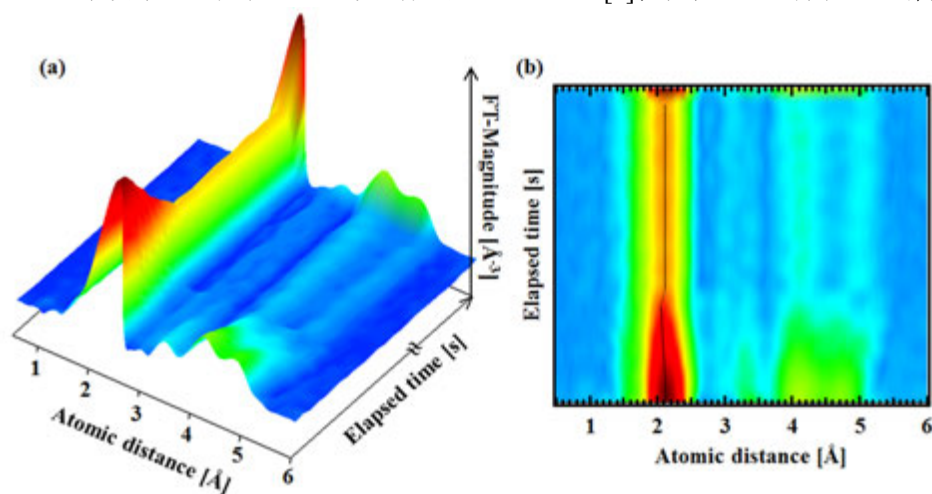 [
]
(a)
(b)
FT-Magnitude [Å-3]
Elapsed time [s]
1
2
3
4
5
6
Atomic distance [Å]
Elapsed time [s]
1 2 3 4 5 6
Atomic distance [Å]